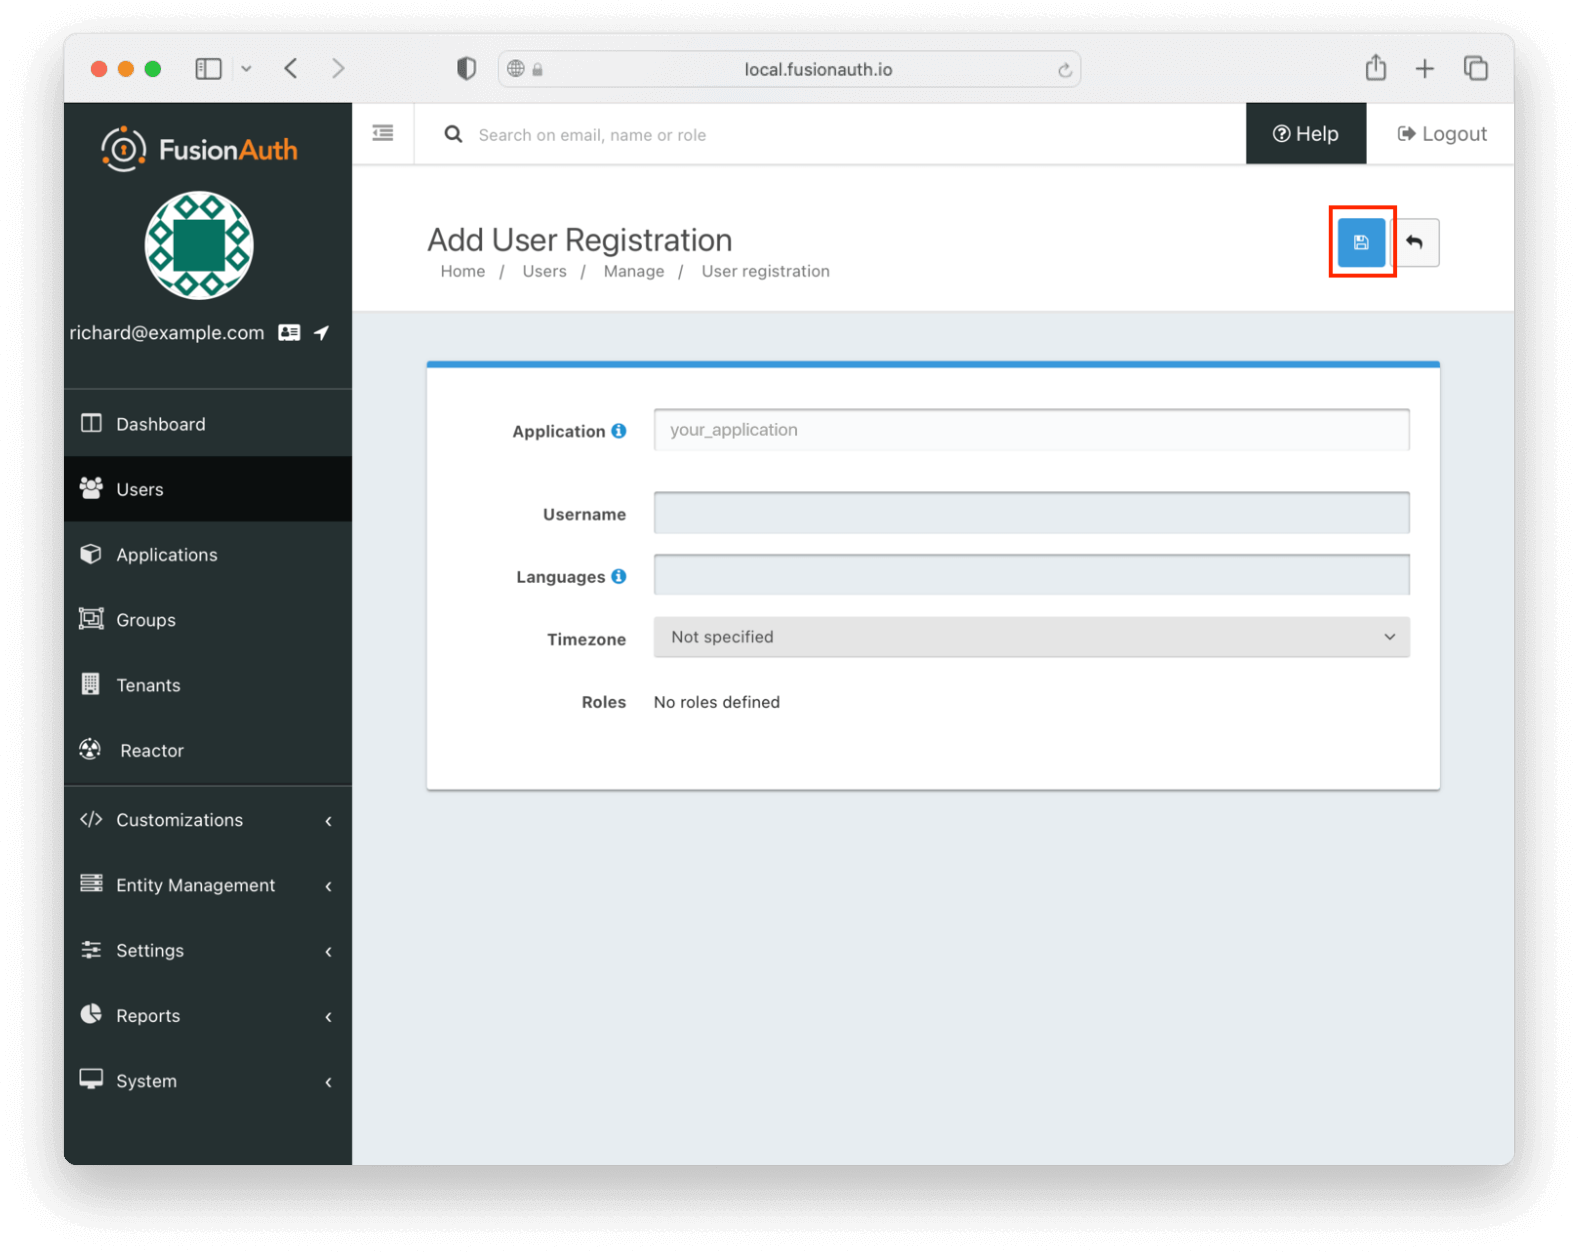 local.fusionauth.io
FusionAuth
Search on email, name or role
Help
Logout
richard@example.com
Dashboard
Users
Applications
Groups
Tenants
Reactor
Customizations
Entity Management
Settings
Reports
System
Add User Registration
Home / Users / Manage / User registration
Application your_application
Username
Languages
Timezone Not specified
Roles No roles defined